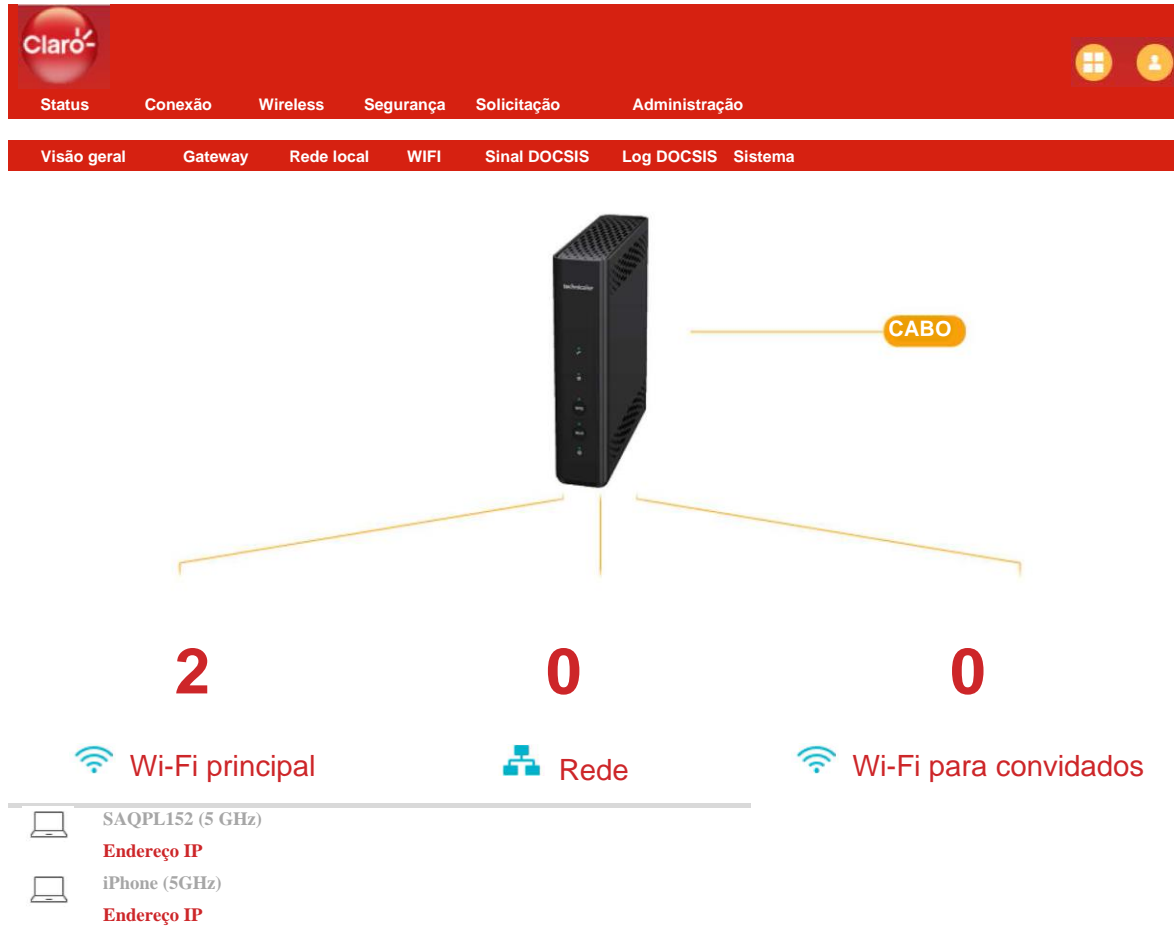 Claro-
Status Conexão Wireless Segurança Solicitação Administração
Visão geral Gateway Rede local WIFI Sinal DOCSIS Log DOCSIS Sistema
technicolor
CABO
2 0 0
Wi-Fi principal Rede Wi-Fi para convidados
SAQPL152 (5 GHz)
Endereço IP
iPhone (5GHz)
Endereço IP